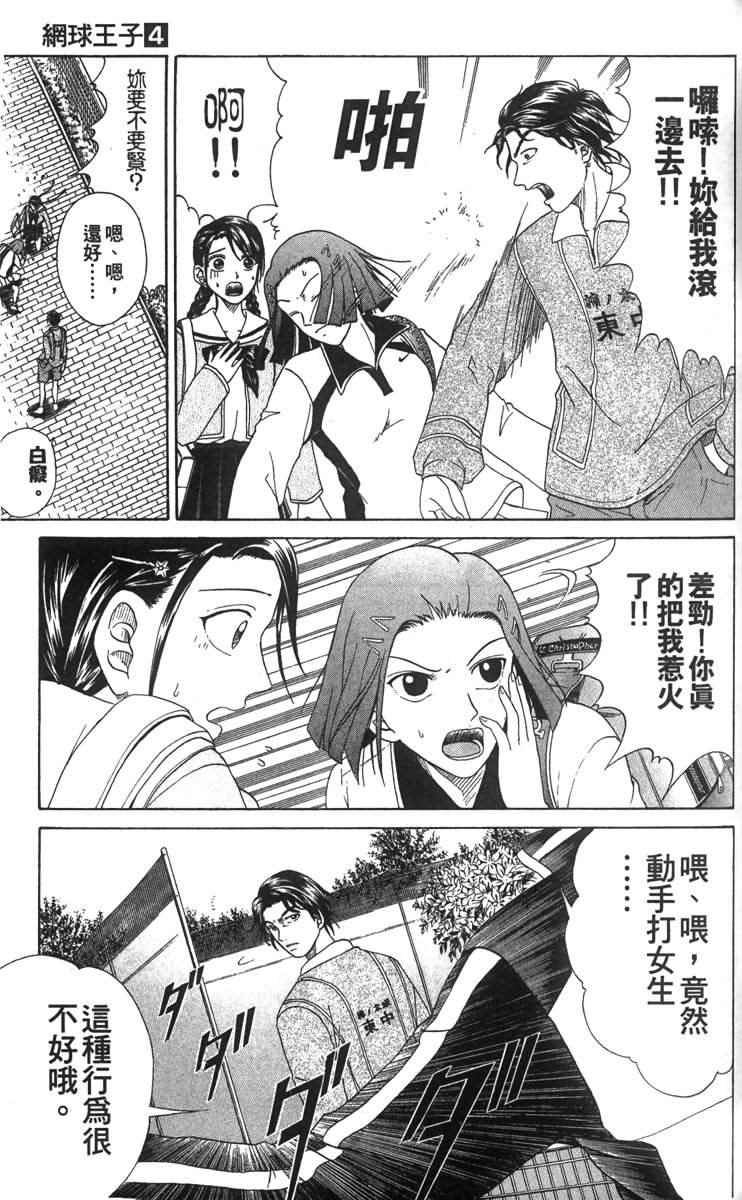 網球王子4
囉嗦！妳給我滾
一邊去!!
啪
啊!!
東中
妳要不要緊？
嗯、嗯，
還好……
白癡。
差勁！你真
的把我惹火
了!!
Christopher
喂、喂，竟然
動手打女生
……
東中
ダダダダダ
這種行為很
不好哦。